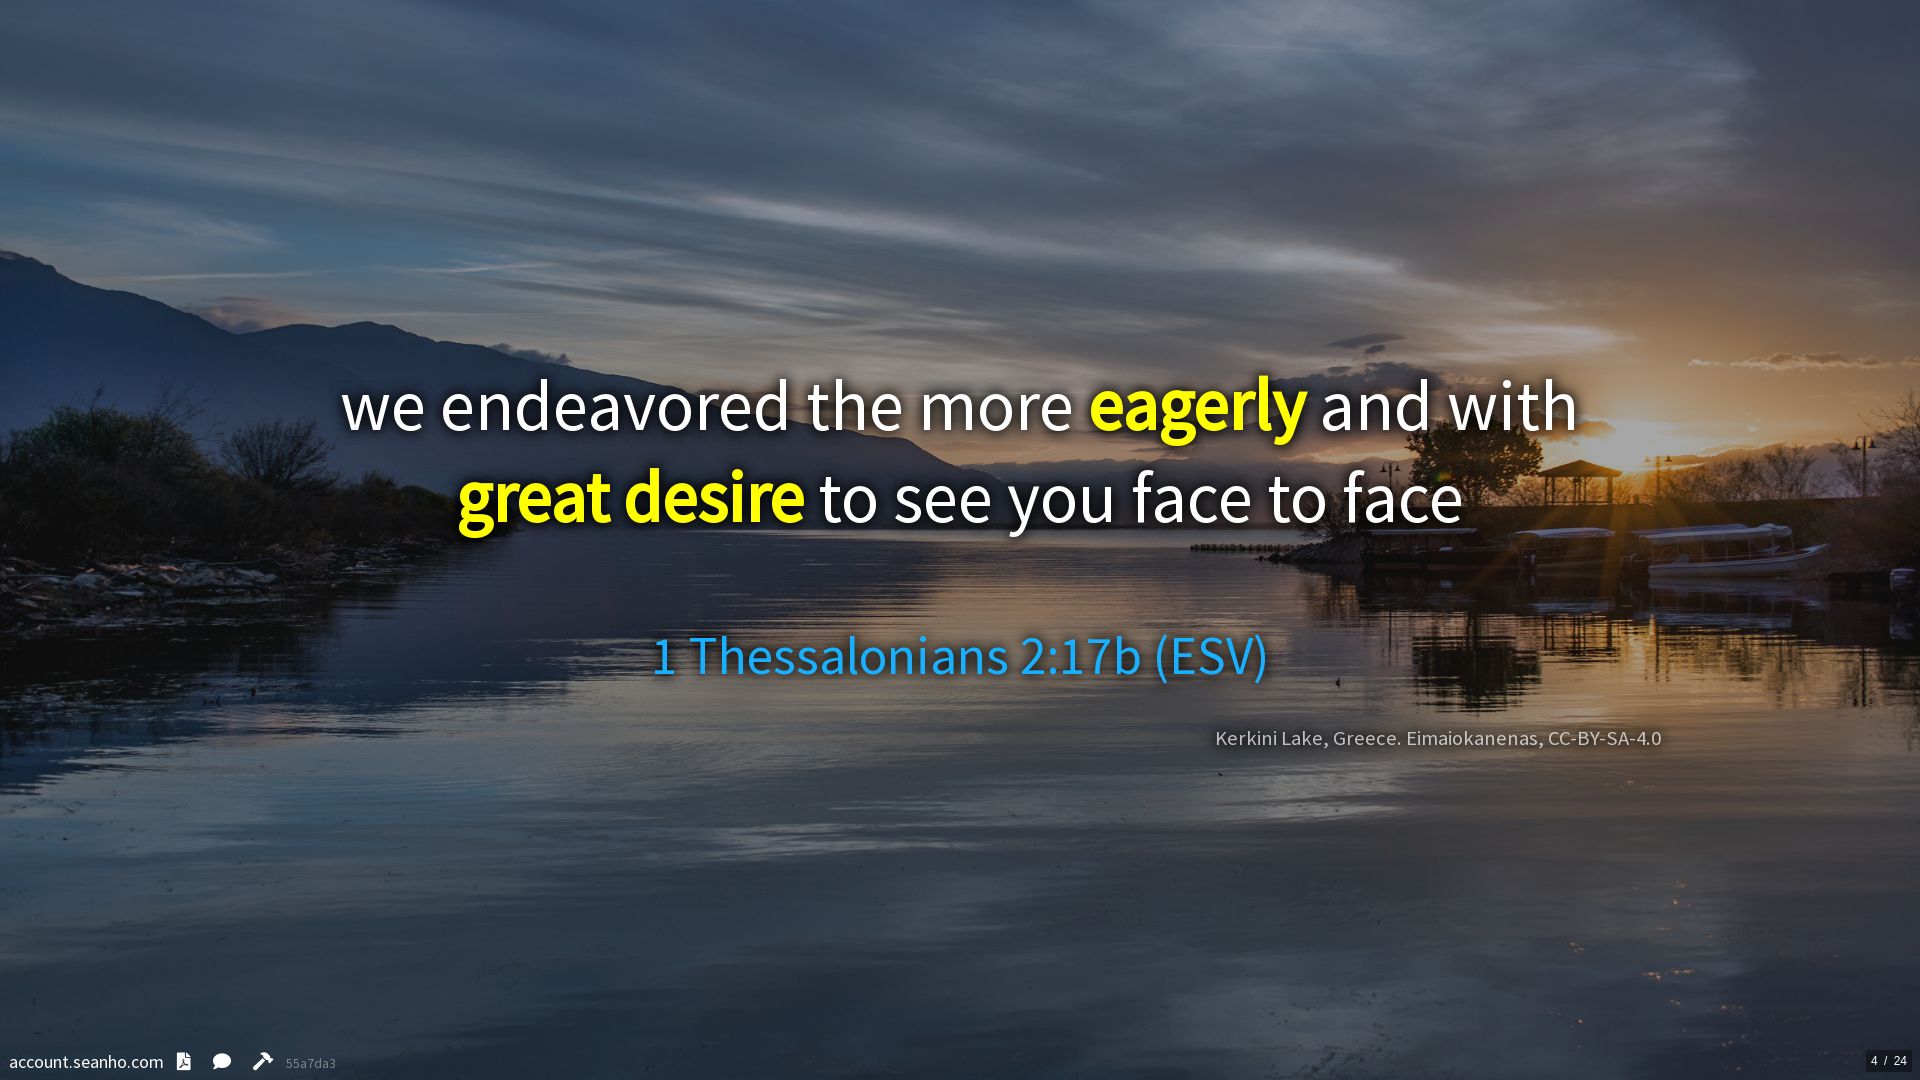 we endeavored the more eagerly and with
great desire to see you face to face
1 Thessalonians 2:17b (ESV)
Kerkini Lake, Greece. Eimaiokanenas, CC-BY-SA-4.0
account.seanho.com 55a7da3
4 / 24